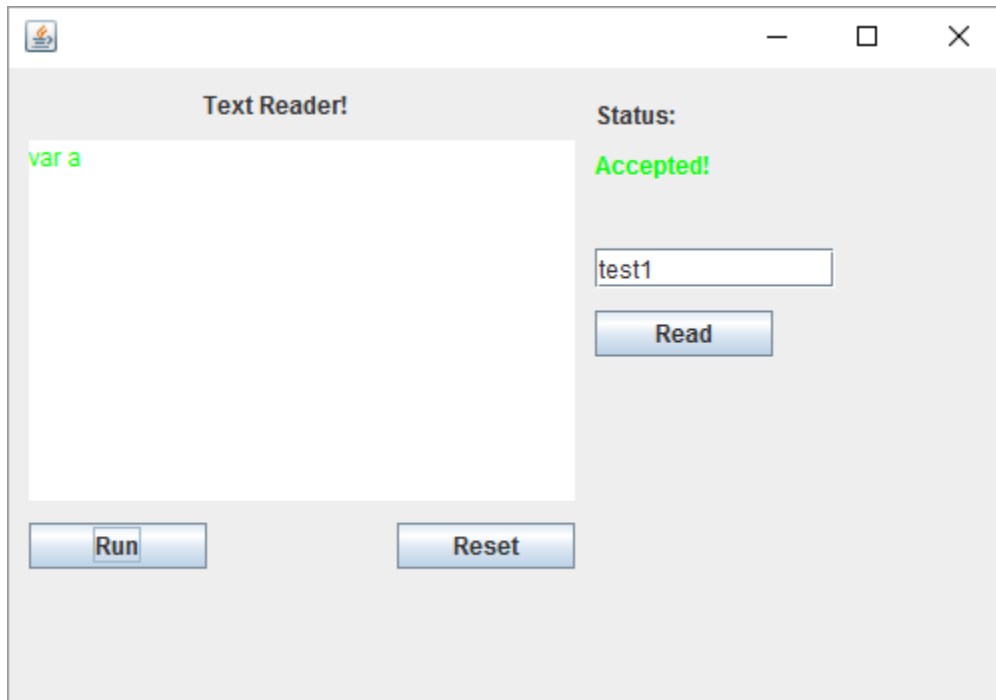 Text Reader!
var a
Run
Reset
Status:
Accepted!
test1
Read